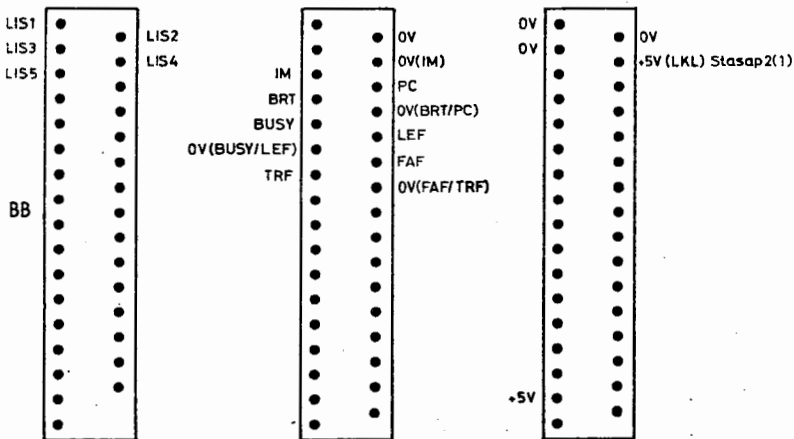 LIS1
LIS2
LIS3
LIS4
LIS5
BB
0V
0V(IM)
IM
PC
BRT
0V(BRT/PC)
BUSY
LEF
0V(BUSY/LEF)
FAF
TRF
0V(FAF/TRF)
0V
0V
0V
+5V(LKL) Stasap2(1)
+5V